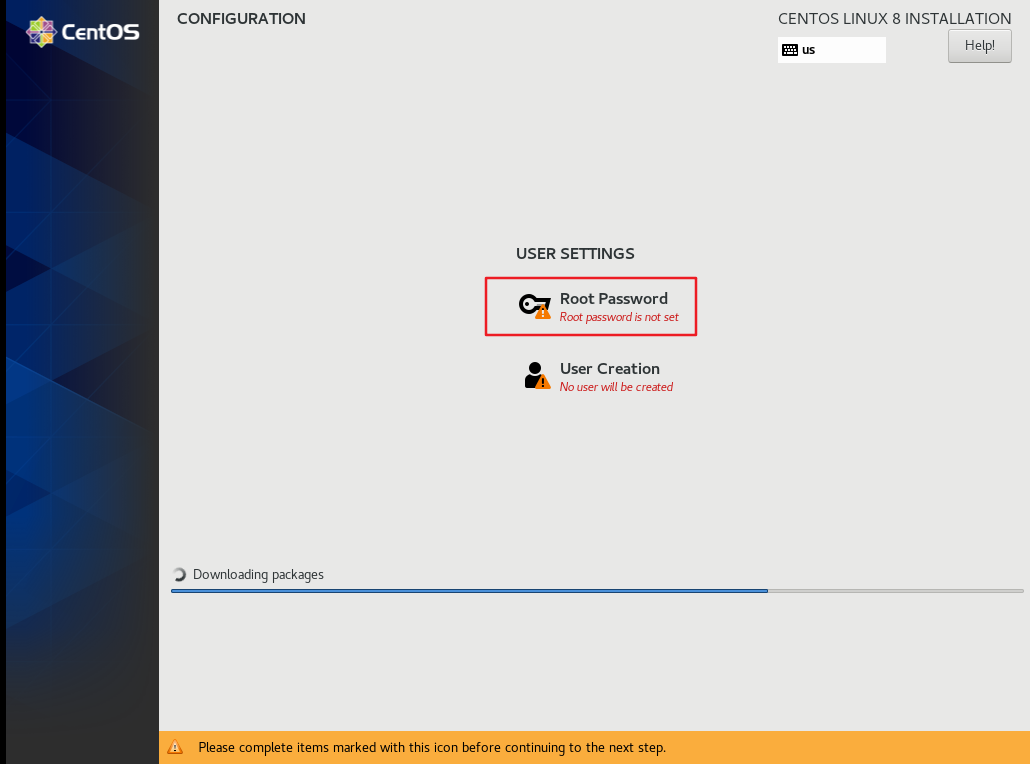 CentOS
CONFIGURATION
CENTOS LINUX 8 INSTALLATION
us
Help!
USER SETTINGS
Root Password
Root password is not set
User Creation
No user will be created
Downloading packages
Please complete items marked with this icon before continuing to the next step.